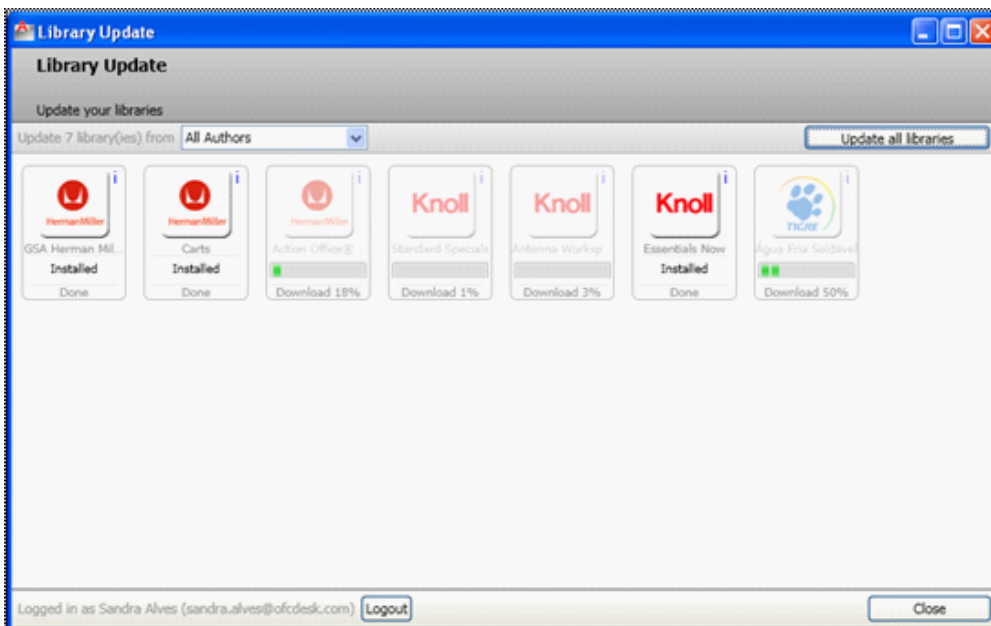 Library Update
Library Update
Update your libraries
Update 7 library(ies) from All Authors Update all libraries
HermanMiller HermanMiller HermanMiller Knoll Knoll Knoll TIGRE
i i i i i i i
GSA Herman Mil... Carts Action Office® ... Standard Specials Antenna Worksp Essentials Now Água Fria Soldável
Installed Installed Installed
Done Done Download 18% Download 1% Download 3% Done Download 50%
Logged in as Sandra Alves (sandra.alves@ofcdesk.com) Logout Close